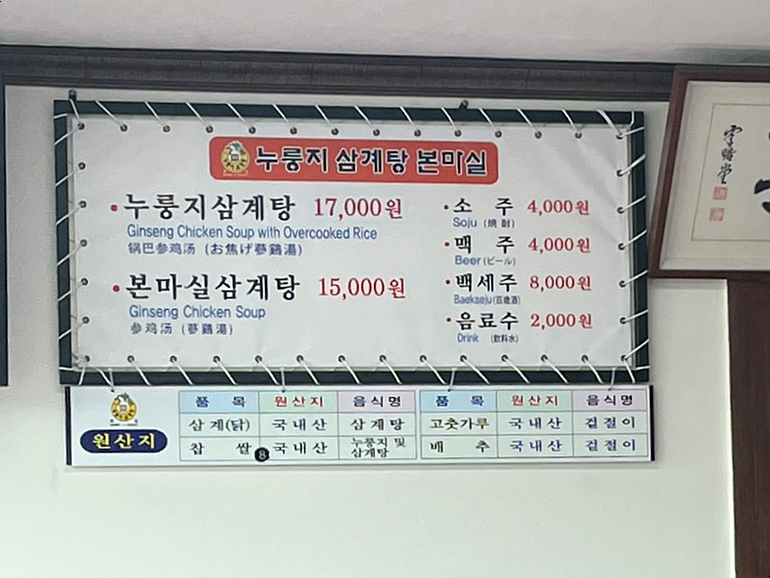 누룽지 삼계탕 본마실
누룽지삼계탕 17,000원
Ginseng Chicken Soup with Overcooked Rice
锅巴参鸡汤 (お焦げ蔘鷄湯)
본마실삼계탕 15,000원
Ginseng Chicken Soup
参鸡汤 (蔘鷄湯)
소 주 4,000원
Soju (燒酎)
맥 주 4,000원
Beer (ビール)
백세주 8,000원
Baekseju (百歲酒)
음료수 2,000원
Drink (飲料水)
원산지
품 목 원산지 음식명
삼계(닭) 국내산 삼계탕
찹 쌀 8 국내산 누룽지 및
삼계탕
품 목 원산지 음식명
고춧가루 국내산 겉절이
배 추 국내산 겉절이